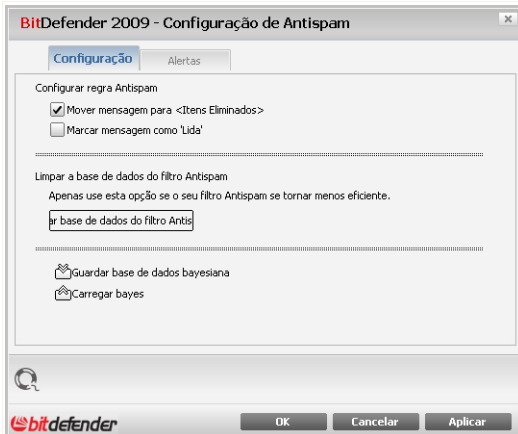 BitDefender 2009 - Configuração de Antispam
Configuração
Alertas
Configurar regra Antispam
Mover mensagem para <Itens Eliminados>
Marcar mensagem como 'Lida'
Limpar a base de dados do filtro Antispam
Apenas use esta opção se o seu filtro Antispam se tornar menos eficiente.
ar base de dados do filtro Antis
Guardar base de dados bayesiana
Carregar bayes
bitdefender
OK
Cancelar
Aplicar